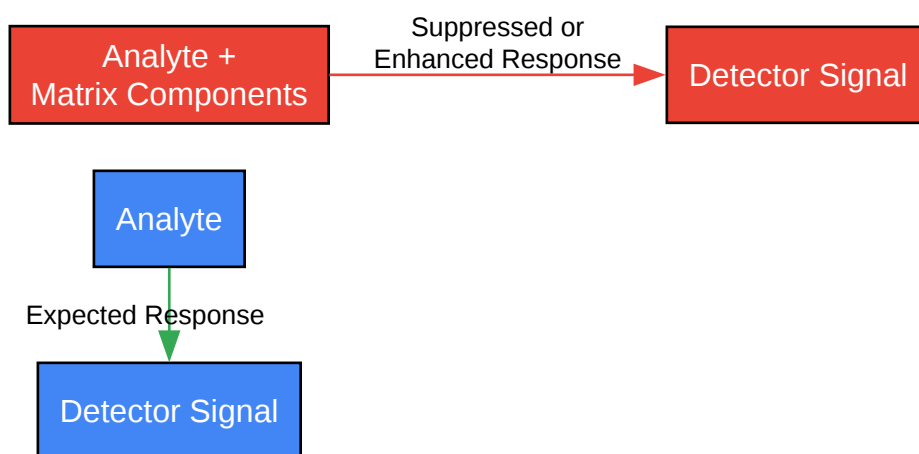 Suppressed or
Enhanced Response
Analyte +
Matrix Components
Detector Signal
Analyte
Expected Response
Detector Signal